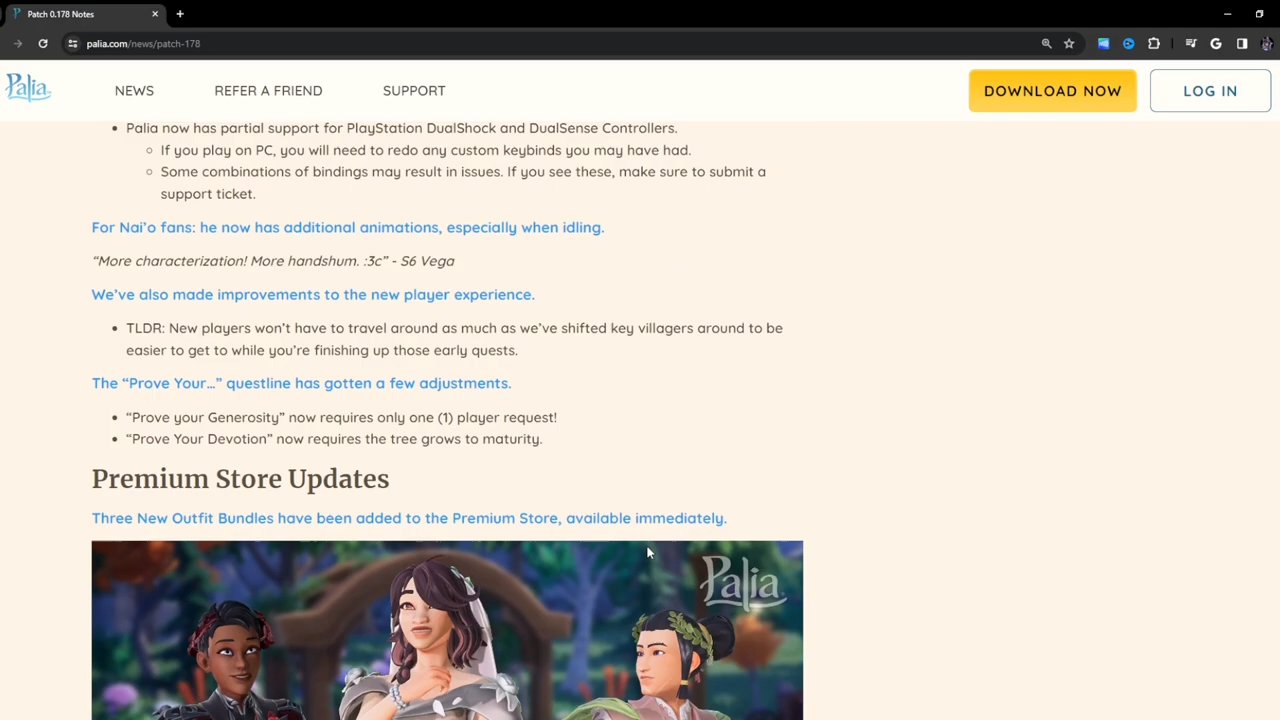 Patch 0.178 Notes
palia.com/news/patch-178
Palia
NEWS
REFER A FRIEND
SUPPORT
DOWNLOAD NOW
LOG IN
• Palia now has partial support for PlayStation DualShock and DualSense Controllers.
○ If you play on PC, you will need to redo any custom keybinds you may have had.
○ Some combinations of bindings may result in issues. If you see these, make sure to submit a
support ticket.
For Nai’o fans: he now has additional animations, especially when idling.
“More characterization! More handshum. :3c” - S6 Vega
We’ve also made improvements to the new player experience.
• TLDR: New players won’t have to travel around as much as we’ve shifted key villagers around to be
easier to get to while you’re finishing up those early quests.
The “Prove Your…” questline has gotten a few adjustments.
• “Prove your Generosity” now requires only one (1) player request!
• “Prove Your Devotion” now requires the tree grows to maturity.
Premium Store Updates
Three New Outfit Bundles have been added to the Premium Store, available immediately.
Palia